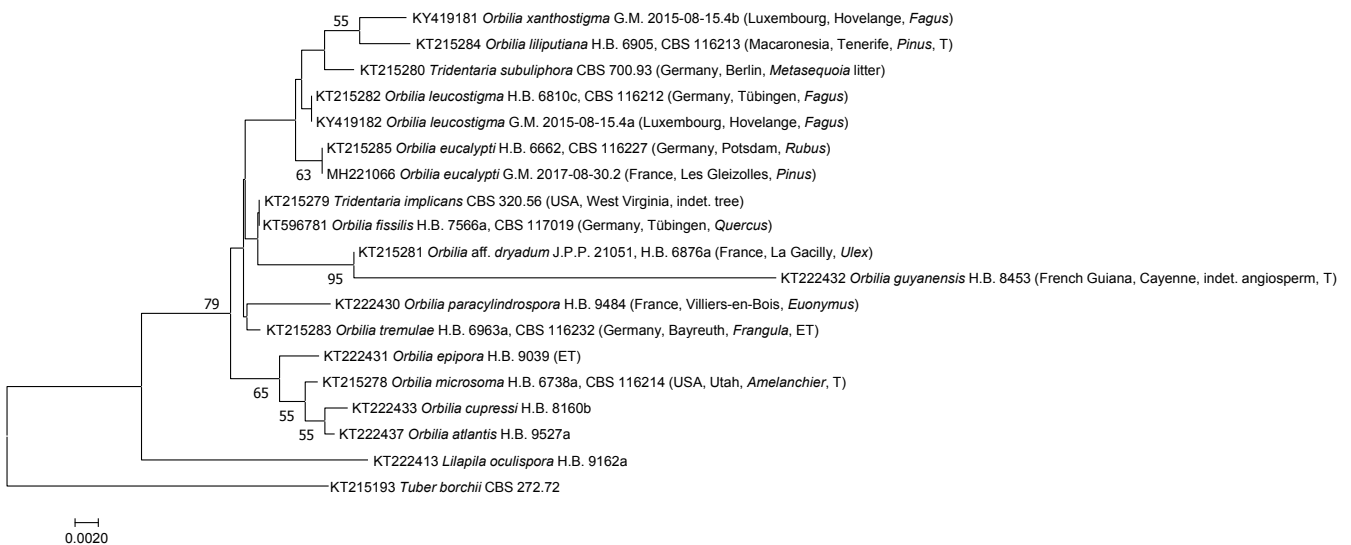 55
KY419181 Orbilia xanthostigma G.M. 2015-08-15.4b (Luxembourg, Hovelange, Fagus)
KT215284 Orbilia liliputiana H.B. 6905, CBS 116213 (Macaronesia, Tenerife, Pinus, T)
KT215280 Tridentaria subuliphora CBS 700.93 (Germany, Berlin, Metasequoia litter)
KT215282 Orbilia leucostigma H.B. 6810c, CBS 116212 (Germany, Tübingen, Fagus)
KY419182 Orbilia leucostigma G.M. 2015-08-15.4a (Luxembourg, Hovelange, Fagus)
KT215285 Orbilia eucalypti H.B. 6662, CBS 116227 (Germany, Potsdam, Rubus)
63
MH221066 Orbilia eucalypti G.M. 2017-08-30.2 (France, Les Gleizolles, Pinus)
KT215279 Tridentaria implicans CBS 320.56 (USA, West Virginia, indet. tree)
KT596781 Orbilia fissilis H.B. 7566a, CBS 117019 (Germany, Tübingen, Quercus)
KT215281 Orbilia aff. dryadum J.P.P. 21051, H.B. 6876a (France, La Gacilly, Ulex)
95
KT222432 Orbilia guyanensis H.B. 8453 (French Guiana, Cayenne, indet. angiosperm, T)
79
KT222430 Orbilia paracylindrospora H.B. 9484 (France, Villiers-en-Bois, Euonymus)
KT215283 Orbilia tremulae H.B. 6963a, CBS 116232 (Germany, Bayreuth, Frangula, ET)
KT222431 Orbilia epipora H.B. 9039 (ET)
65
KT215278 Orbilia microsoma H.B. 6738a, CBS 116214 (USA, Utah, Amelanchier, T)
55
KT222433 Orbilia cupressi H.B. 8160b
55
KT222437 Orbilia atlantis H.B. 9527a
KT222413 Lilapila oculispora H.B. 9162a
KT215193 Tuber borchii CBS 272.72
0.0020